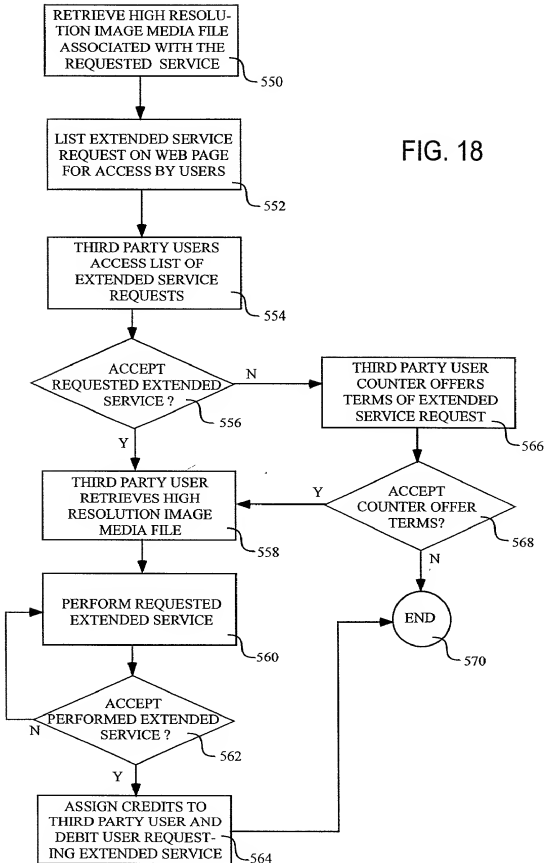 RETRIEVE HIGH RESOLU-
TION IMAGE MEDIA FILE
ASSOCIATED WITH THE
REQUESTED SERVICE
550
LIST EXTENDED SERVICE
REQUEST ON WEB PAGE
FOR ACCESS BY USERS
552
FIG. 18
THIRD PARTY USERS
ACCESS LIST OF
EXTENDED SERVICE
REQUESTS
554
ACCEPT
REQUESTED EXTENDED
SERVICE ?
556
N
Y
THIRD PARTY USER
COUNTER OFFERS
TERMS OF EXTENDED
SERVICE REQUEST
566
THIRD PARTY USER
RETRIEVES HIGH
RESOLUTION IMAGE
MEDIA FILE
558
Y
ACCEPT
COUNTER OFFER
TERMS?
568
N
PERFORM REQUESTED
EXTENDED SERVICE
560
END
570
ACCEPT
PERFORMED EXTENDED
SERVICE ?
562
N
Y
ASSIGN CREDITS TO
THIRD PARTY USER AND
DEBIT USER REQUEST-
ING EXTENDED SERVICE
564